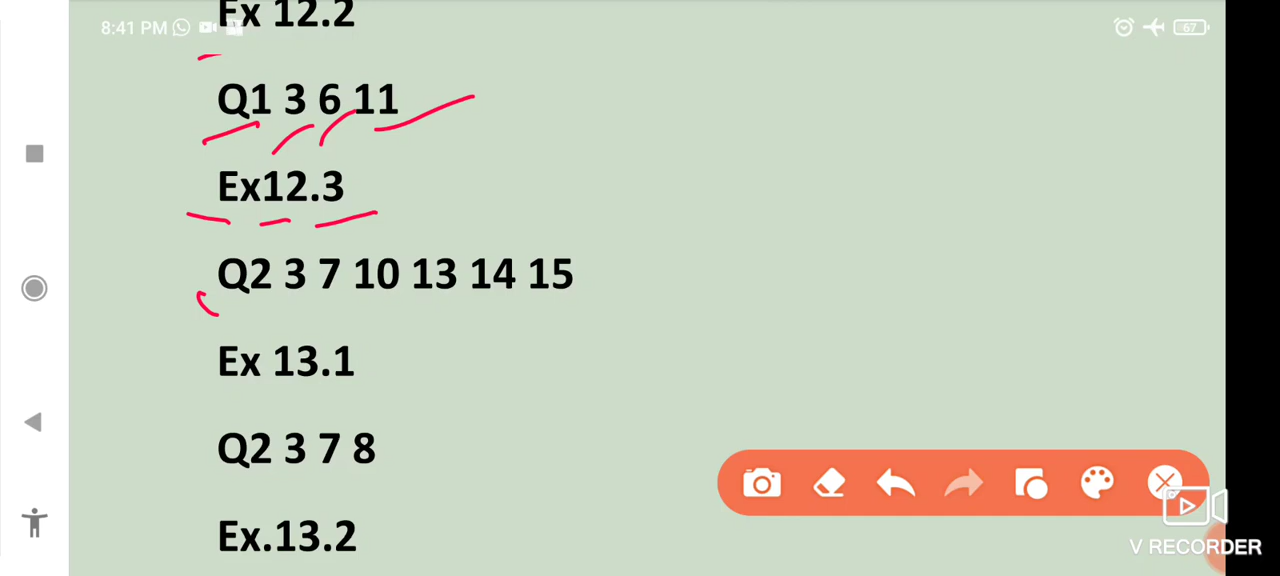 Ex 12.2
8:41 PM 67
Q1 3 6 11
Ex12.3
Q2 3 7 10 13 14 15
Ex 13.1
Q2 3 7 8
Ex.13.2
V RECORDER